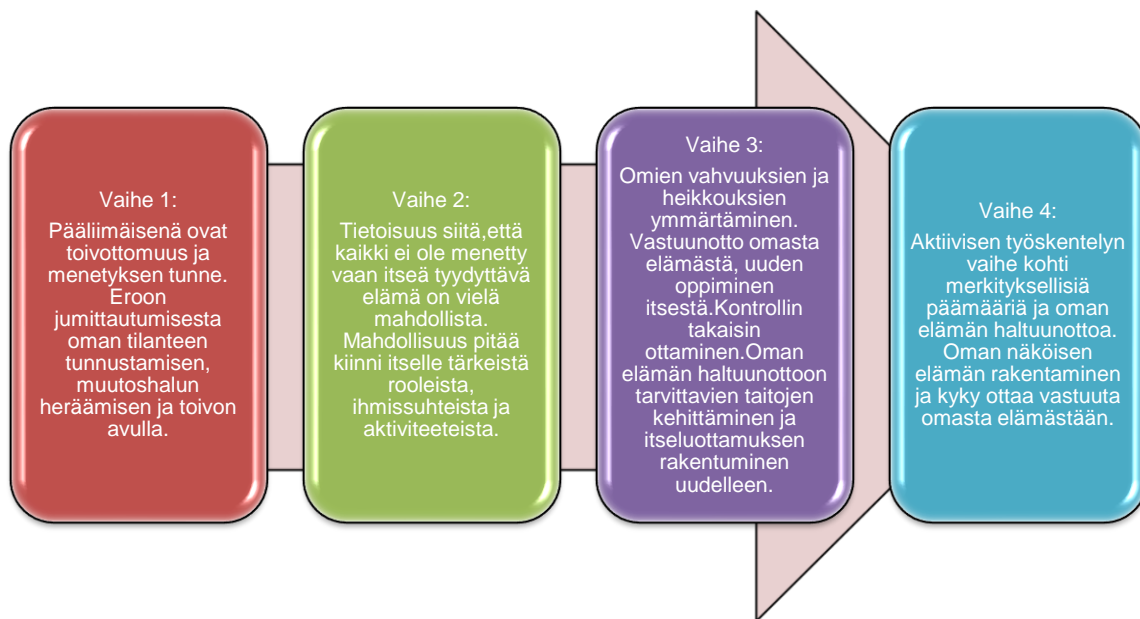 Vaihe 1:
Pääliimäisenä ovat
toivottomuus ja
menetyksen tunne.
Eroon
jumittautumisesta
oman tilanteen
tunnustamisen,
muutoshalun
heräämisen ja toivon
avulla.
Vaihe 2:
Tietoisuus siitä,että
kaikki ei ole menetty
vaan itseä tyydyttävä
elämä on vielä
mahdollista.
Mahdollisuus pitää
kiinni itselle tärkeistä
rooleista,
ihmissuhteista ja
aktiviteeteista.
Vaihe 3:
Omien vahvuuksien ja
heikkouksien
ymmärtäminen.
Vastuunotto omasta
elämästä, uuden
oppiminen
itsestä.Kontrollin
takaisin
ottaminen.Oman
elämän haltuunottoon
tarvittavien taitojen
kehittäminen ja
itseluottamuksen
rakentuminen
uudelleen.
Vaihe 4:
Aktiivisen työskentelyn
vaihe kohti
merkityksellisiä
päämääriä ja oman
elämän haltuunottoa.
Oman näköisen
elämän rakentaminen
ja kyky ottaa vastuuta
omasta elämästään.